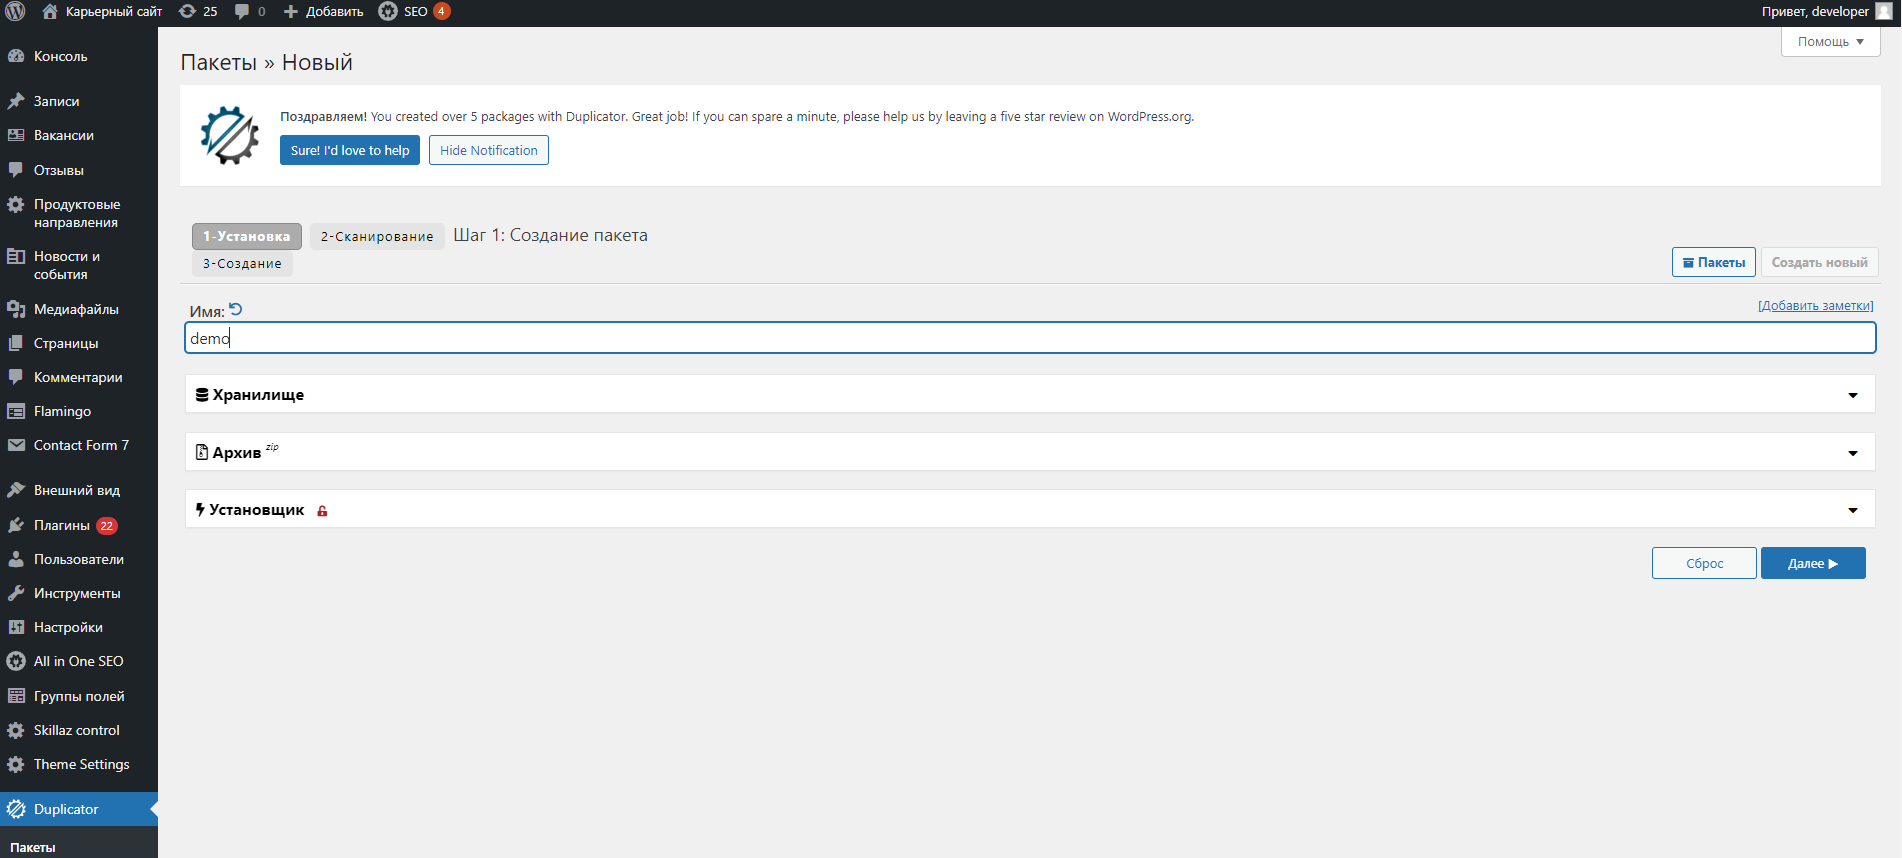 Карьерный сайт 25 0 Добавить SEO 4 Привет, developer
Помощь
Консоль
Записи
Вакансии
Отзывы
Продуктовые
направления
Новости и
события
Медиафайлы
Страницы
Комментарии
Flamingo
Contact Form 7
Внешний вид
Плагины 22
Пользователи
Инструменты
Настройки
All in One SEO
Группы полей
Skillaz control
Theme Settings
Duplicator
Пакеты
Пакеты » Новый
Поздравляем! You created over 5 packages with Duplicator. Great job! If you can spare a minute, please help us by leaving a five star review on WordPress.org.
Sure! I'd love to help Hide Notification
1-Установка 2-Сканирование Шаг 1: Создание пакета
3-Создание
Пакеты Создать новый
Имя: [Добавить заметки]
demo
Хранилище
Архив zip
Установщик
Сброс Далее